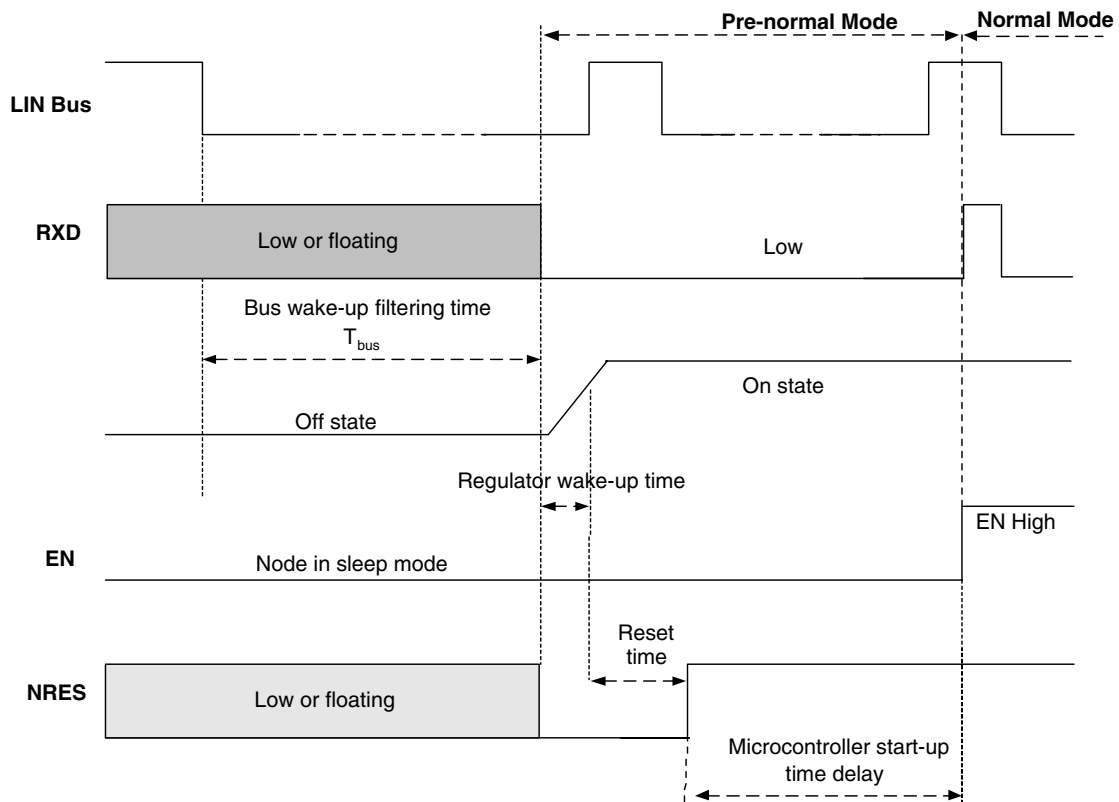 Pre-normal Mode
Normal Mode
LIN Bus
RXD
Low or floating
Low
Bus wake-up filtering time
Tbus
On state
Off state
Regulator wake-up time
EN High
EN
Node in sleep mode
Reset
time
NRES
Low or floating
Microcontroller start-up
time delay